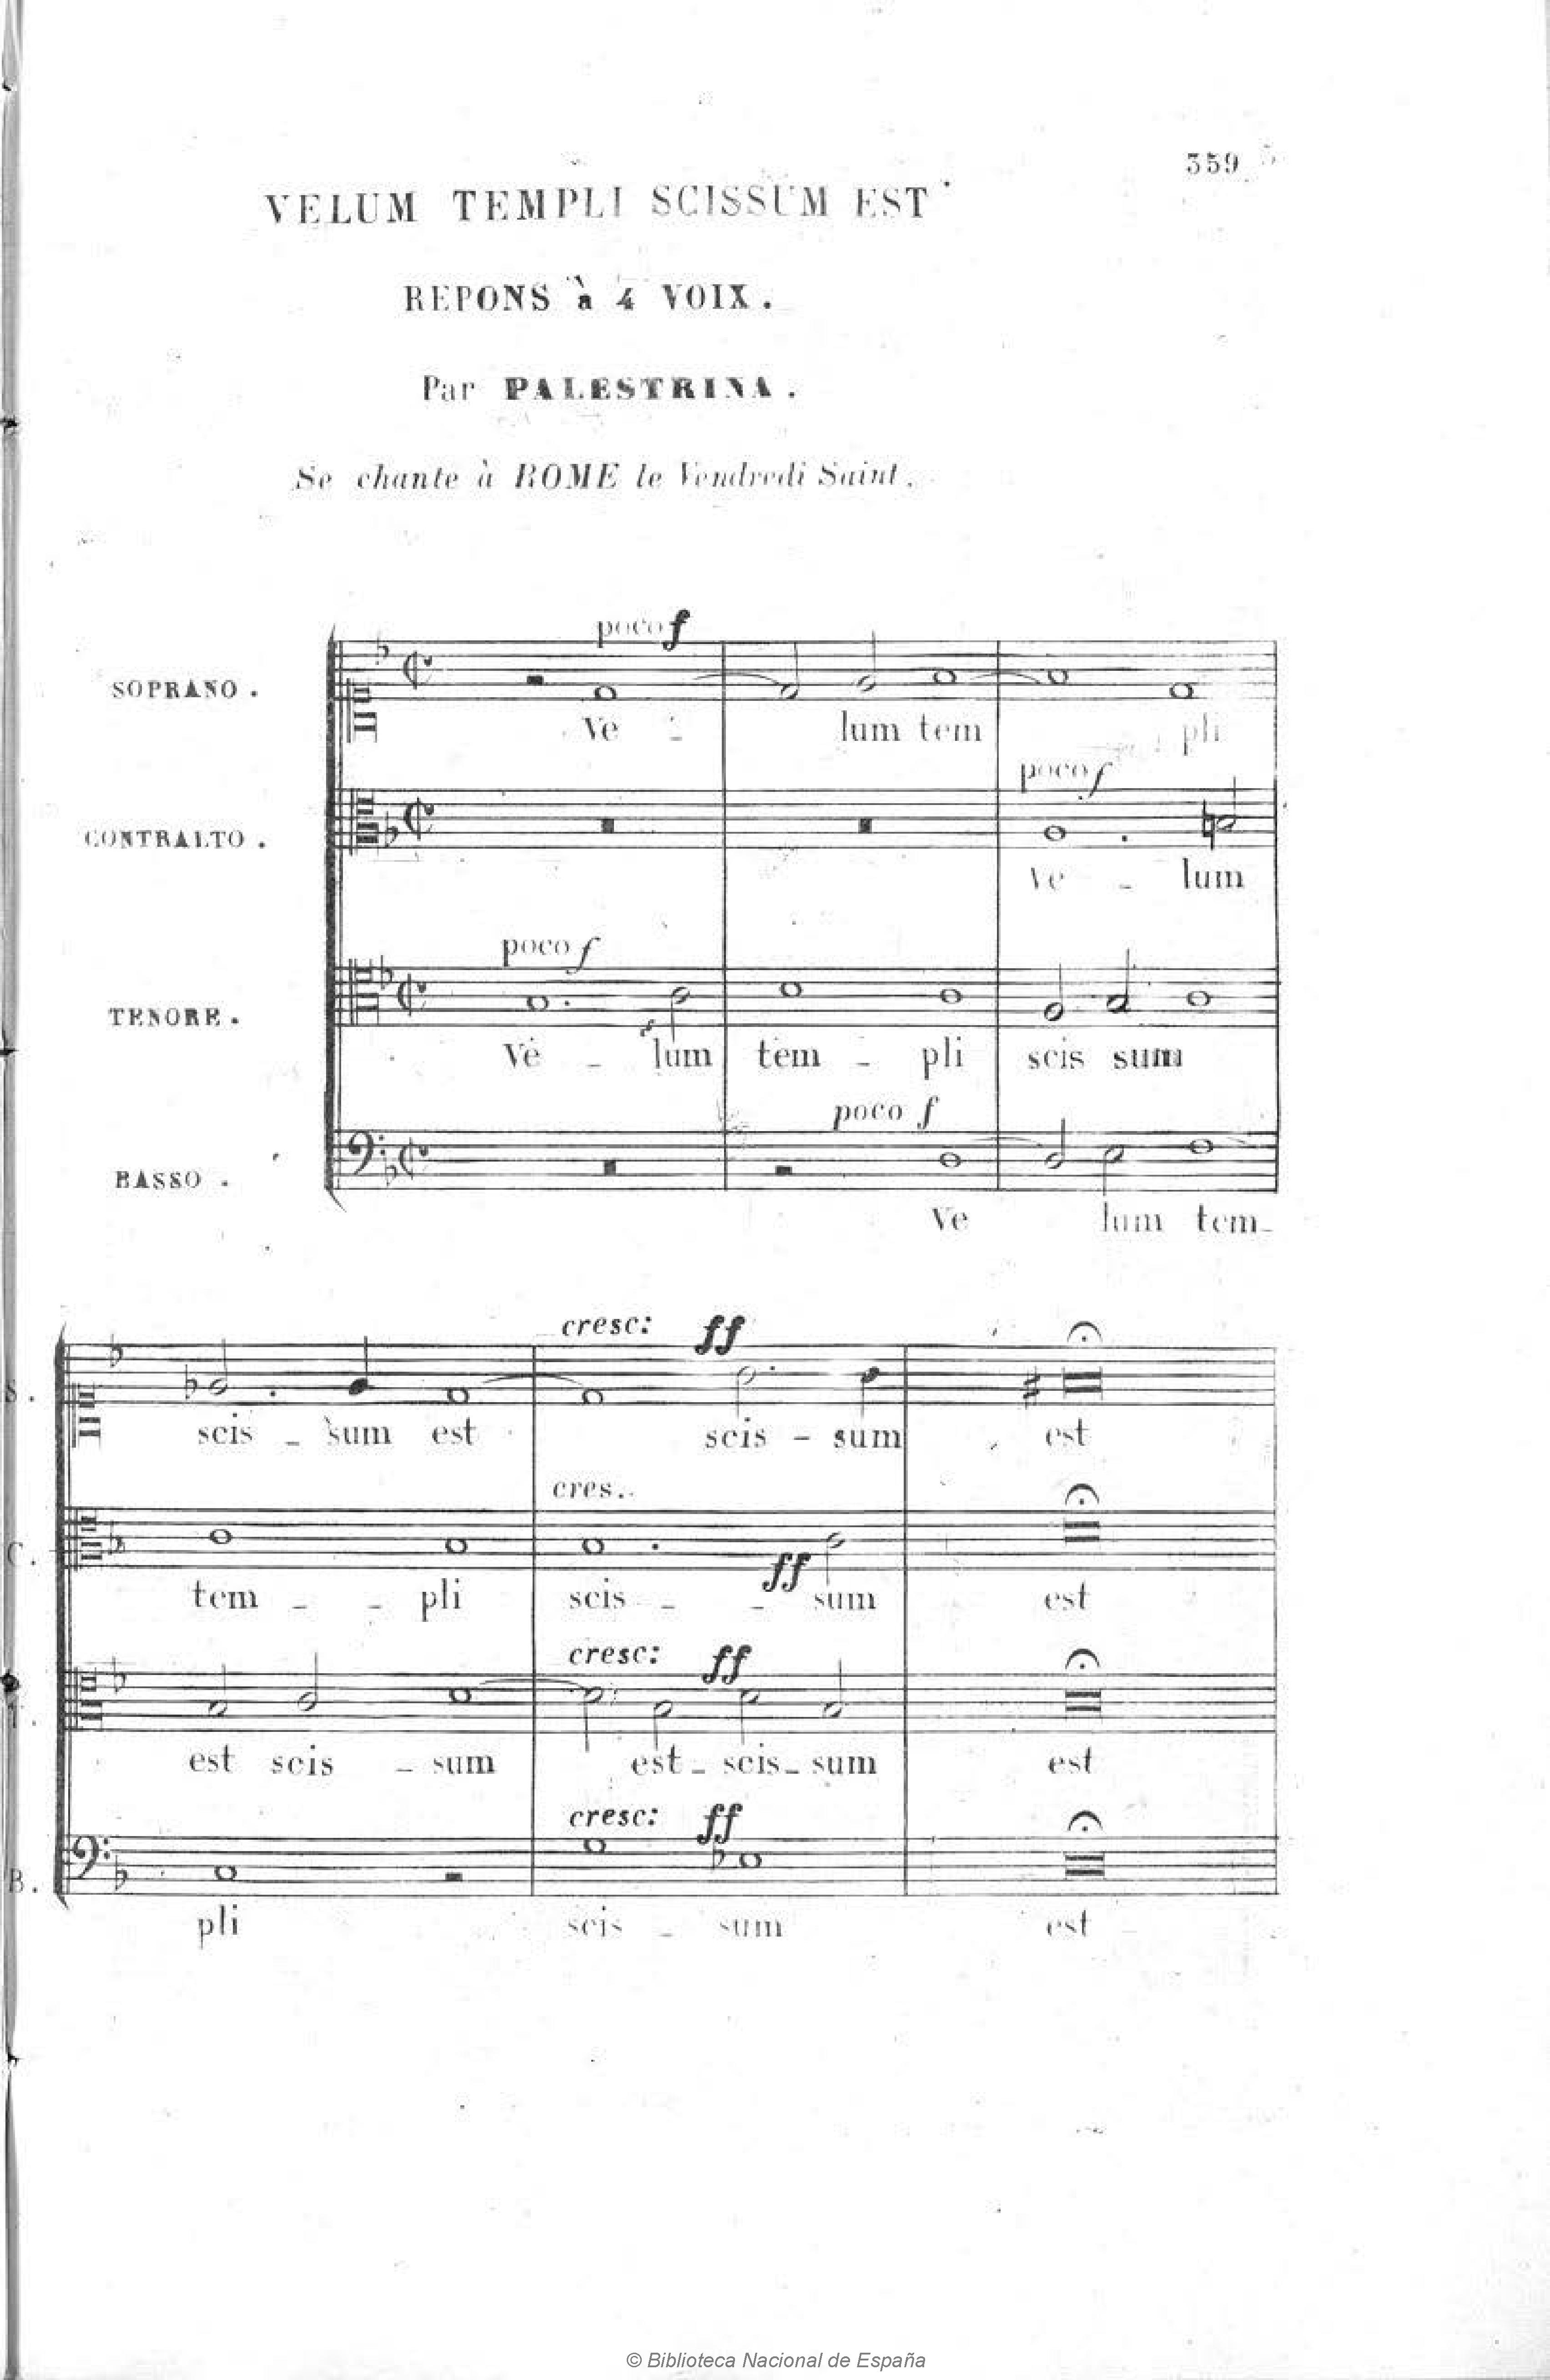 359
VELUM TEMPLI SCISSUM EST
REPONS à 4 VOIX.
Par PALESTRINA.
Se chante à ROME le Vendredi Saint.
poco f
SOPRANO.
Ve - lum tem pli
poco f
CONTRALTO.
Ve - lum
poco f
TENORE.
Ve - lum tem - pli scis sum
poco f
BASSO.
Ve lum tem-
cresc: ff
S.
scis - sum est scis - sum est
cres..
C.
ff
tem - - pli scis - - sum est
cresc: ff
T.
est scis - sum est - scis - sum est
cresc: ff
B.
pli scis - sum est
© Biblioteca Nacional de España